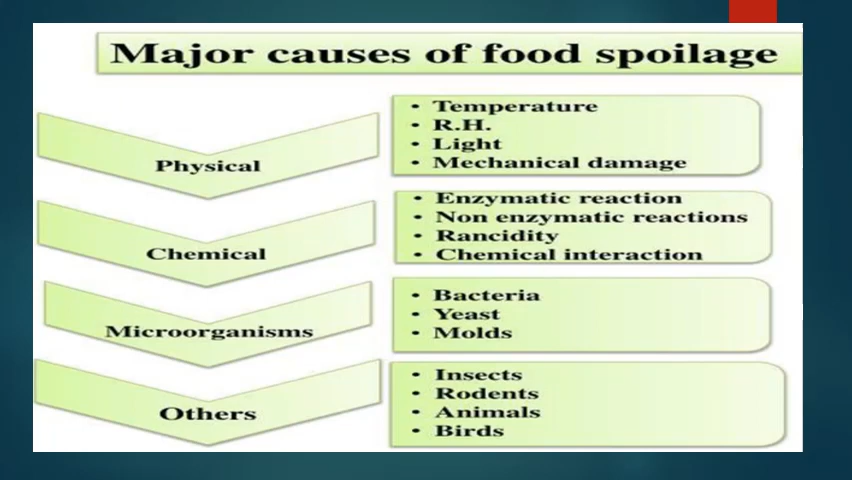 Major causes of food spoilage
Physical
• Temperature
• R.H.
• Light
• Mechanical damage
Chemical
• Enzymatic reaction
• Non enzymatic reactions
• Rancidity
• Chemical interaction
Microorganisms
• Bacteria
• Yeast
• Molds
Others
• Insects
• Rodents
• Animals
• Birds